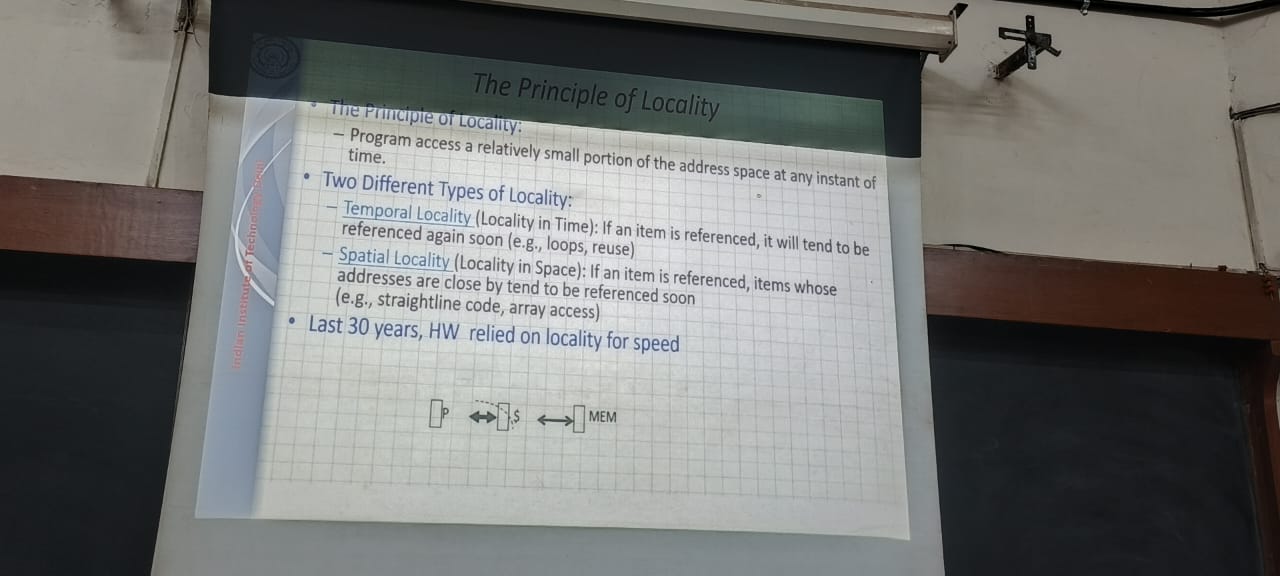 The Principle of Locality
• The Principle of Locality:
– Program access a relatively small portion of the address space at any instant of
time.
• Two Different Types of Locality:
– Temporal Locality (Locality in Time): If an item is referenced, it will tend to be
referenced again soon (e.g., loops, reuse)
– Spatial Locality (Locality in Space): If an item is referenced, items whose
addresses are close by tend to be referenced soon
(e.g., straightline code, array access)
• Last 30 years, HW relied on locality for speed
P $ MEM
Indian Institute of Technology